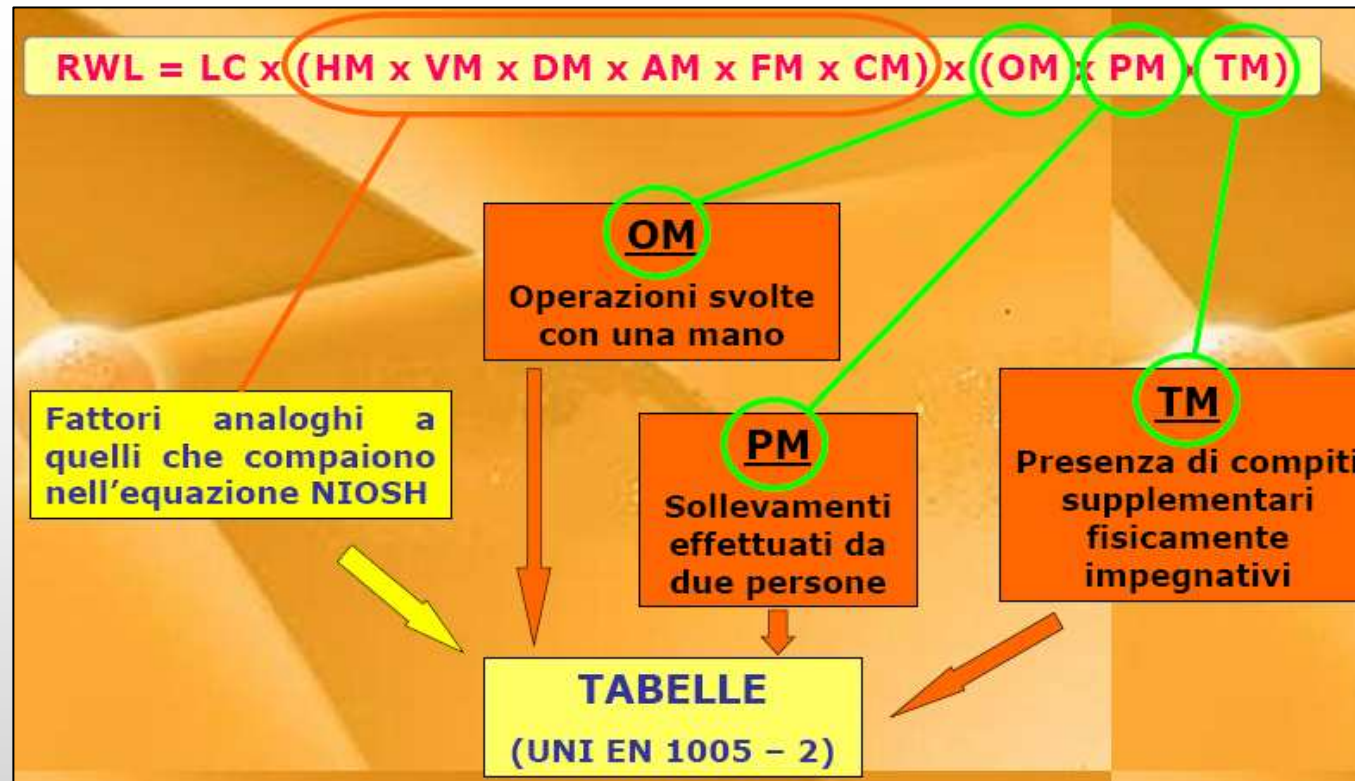 RWL = LC x (HM x VM x DM x AM x FM x CM) x (OM x PM x TM)
OM
Operazioni svolte
con una mano
Fattori analoghi a
quelli che compaiono
nell'equazione NIOSH
PM
Sollevamenti
effettuati da
due persone
TM
Presenza di compiti
supplementari
fisicamente
impegnativi
TABELLE
(UNI EN 1005 – 2)